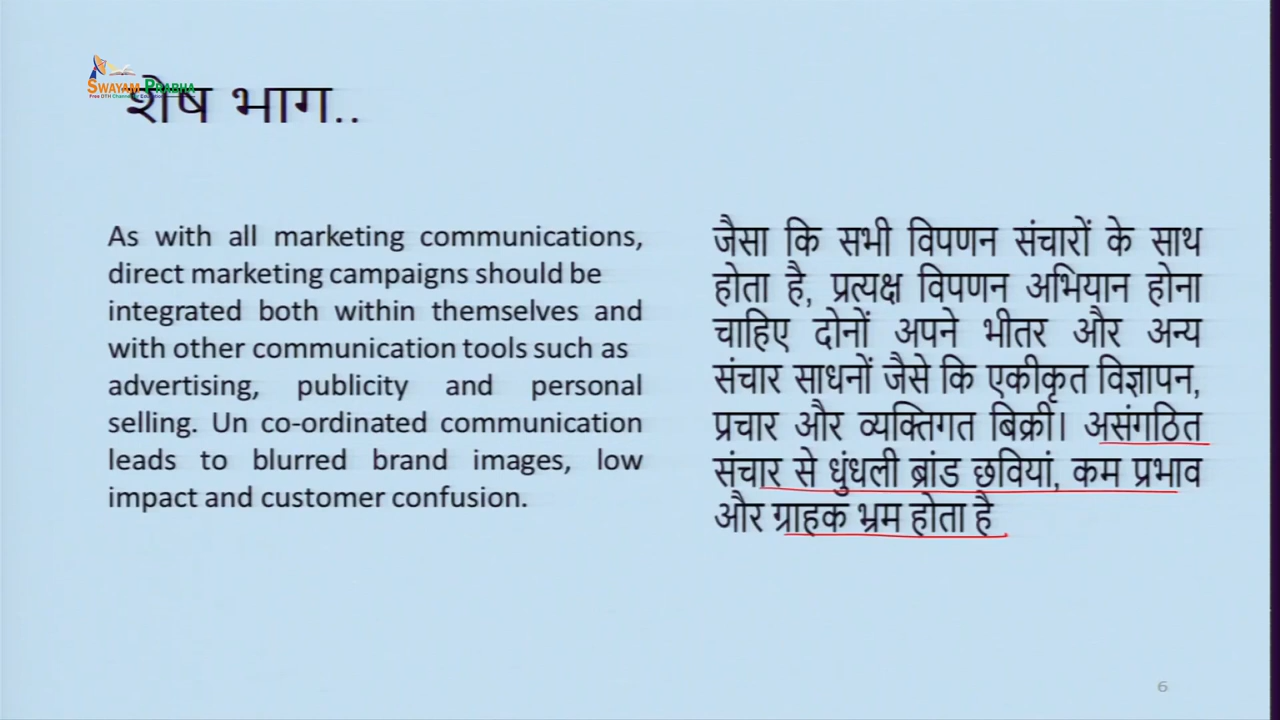 SWAYAM PRABHA
शेष भाग..
As with all marketing communications,
direct marketing campaigns should be
integrated both within themselves and
with other communication tools such as
advertising, publicity and personal
selling. Un co-ordinated communication
leads to blurred brand images, low
impact and customer confusion.
जैसा कि सभी विपणन संचारों के साथ
होता है, प्रत्यक्ष विपणन अभियान होना
चाहिए दोनों अपने भीतर और अन्य
संचार साधनों जैसे कि एकीकृत विज्ञापन,
प्रचार और व्यक्तिगत बिक्री। असंगठित
संचार से धुंधली ब्रांड छवियां, कम प्रभाव
और ग्राहक भ्रम होता है
6